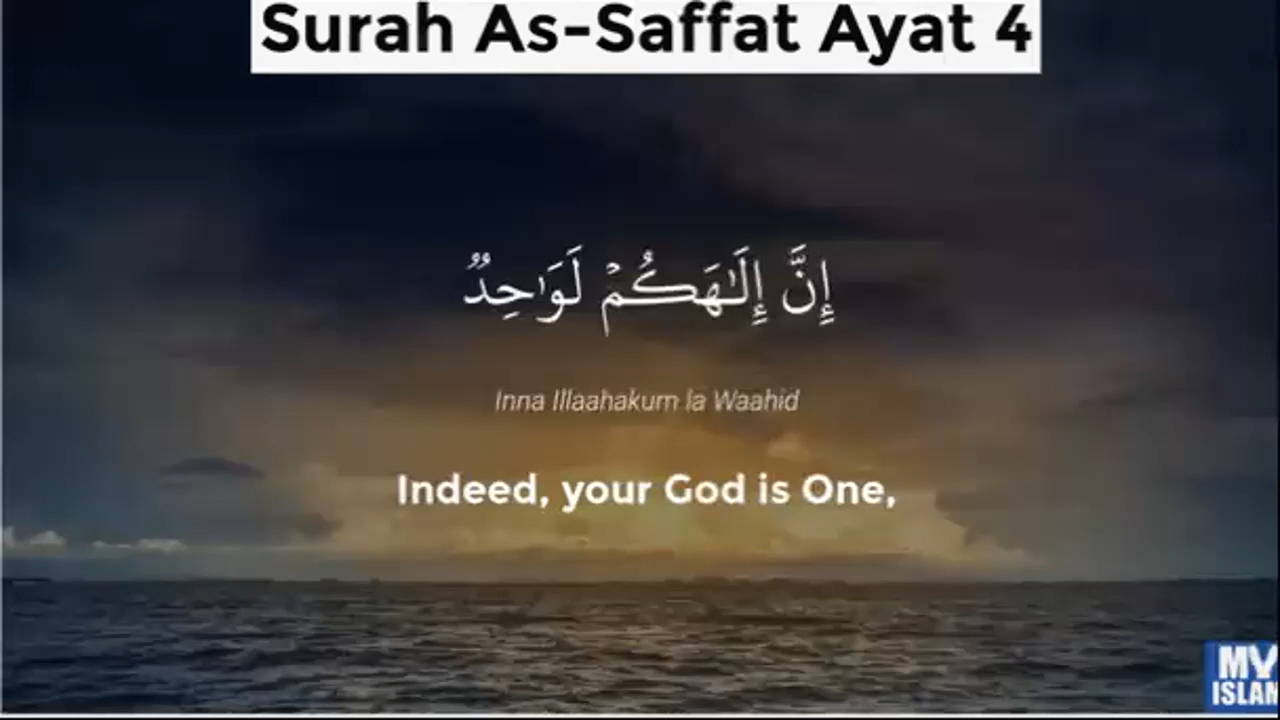 Surah As-Saffat Ayat 4
إِنَّ إِلَـٰهَكُمْ لَوَٰحِدٌ
Inna Illaahakum la Waahid
Indeed, your God is One,
MY
ISLAM